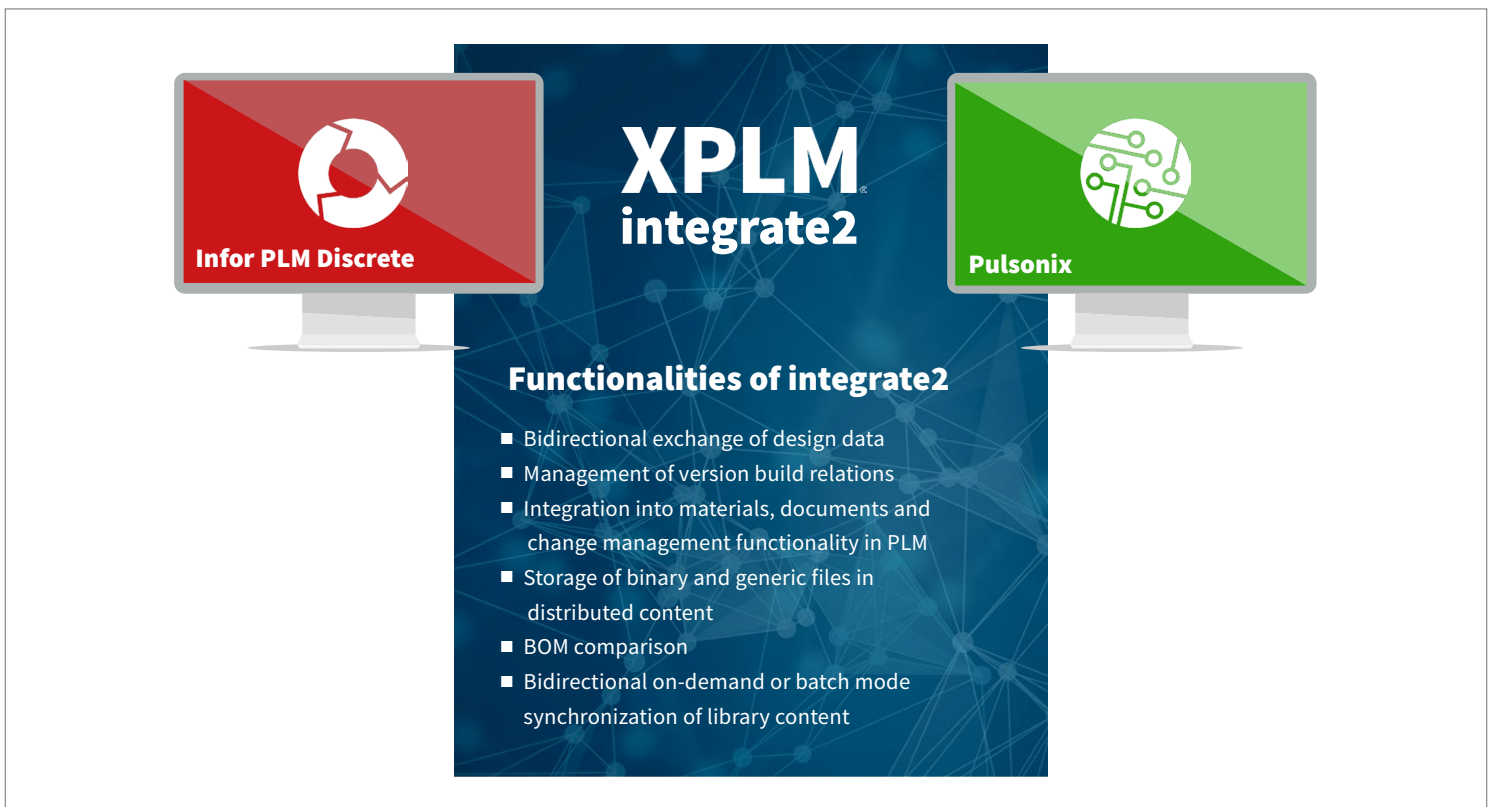 XPLM
integrate2
Infor PLM Discrete
Pulsonix
Functionalities of integrate2
■ Bidirectional exchange of design data
■ Management of version build relations
■ Integration into materials, documents and
change management functionality in PLM
■ Storage of binary and generic files in
distributed content
■ BOM comparison
■ Bidirectional on-demand or batch mode
synchronization of library content